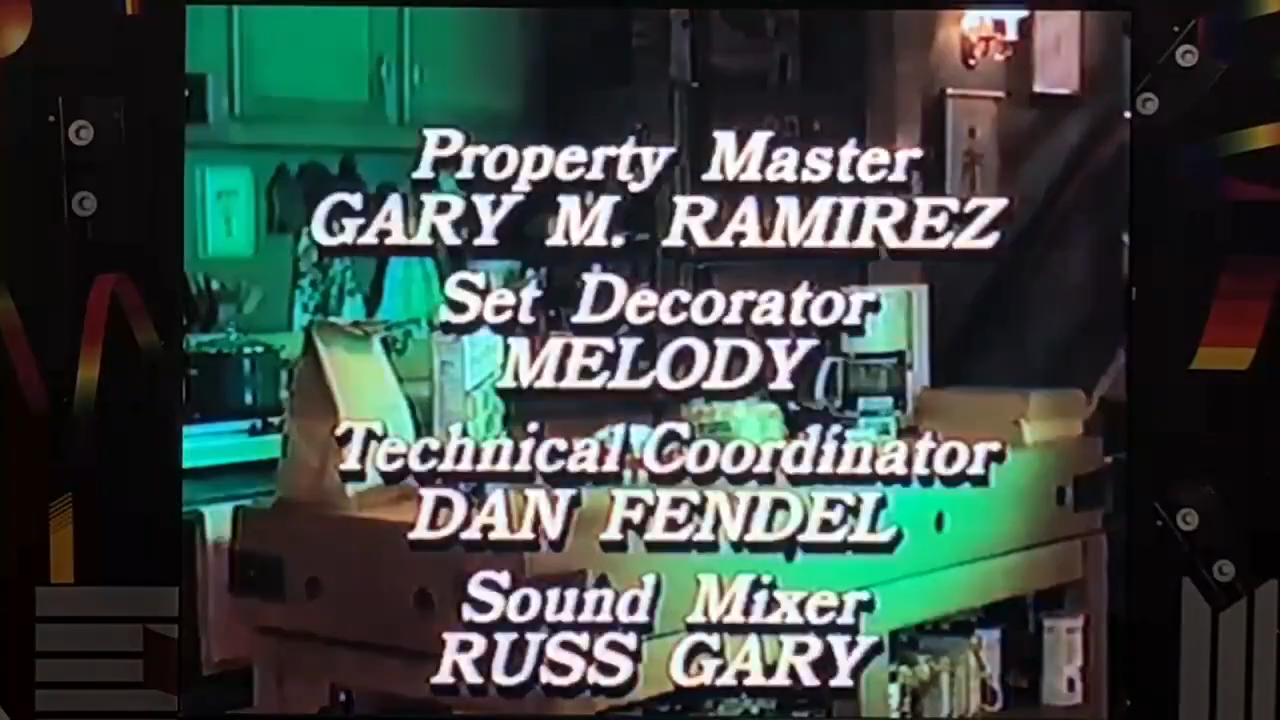 Property Master
GARY M. RAMIREZ
Set Decorator
MELODY
Technical Coordinator
DAN FENDEL
Sound Mixer
RUSS GARY